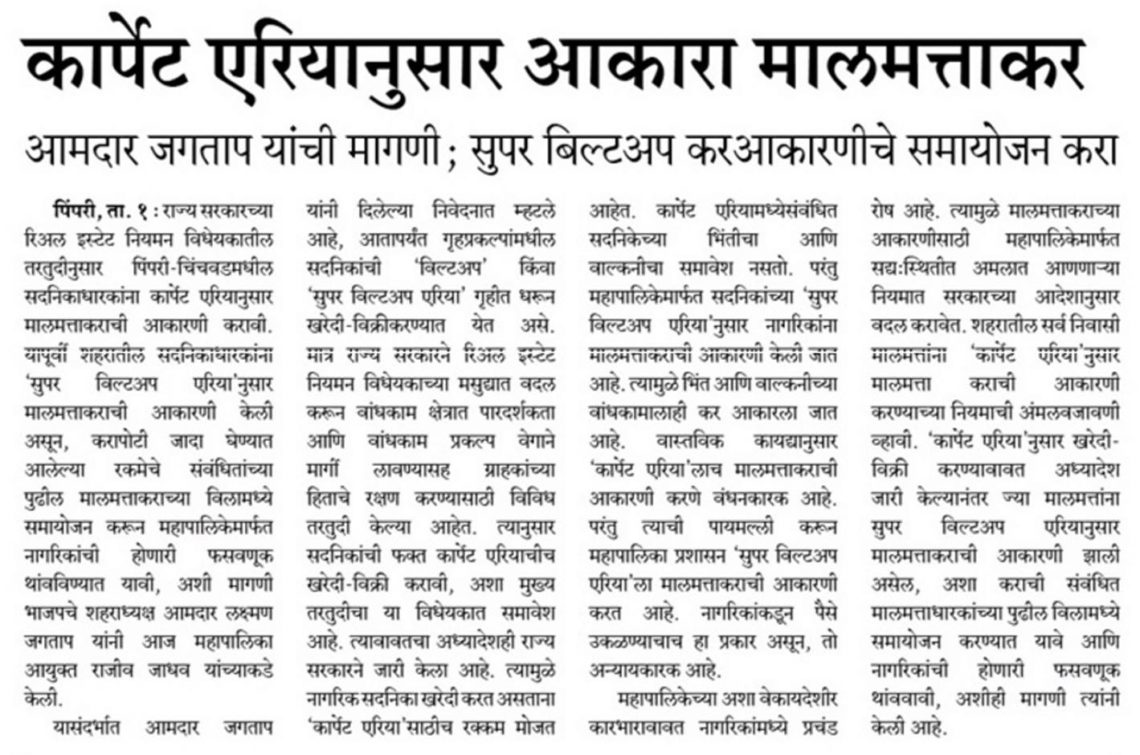 कार्पेट एरियानुसार आकारा मालमत्ताकर
आमदार जगताप यांची मागणी; सुपर बिल्टअप करआकारणीचे समायोजन करा
पिंपरी, ता. १ : राज्य सरकारच्या
रिअल इस्टेट नियमन विधेयकातील
तरतुदीनुसार पिंपरी-चिंचवडमधील
सदनिकाधारकांना कार्पेट एरियानुसार
मालमत्ताकराची आकारणी करावी.
यापूर्वी शहरातील सदनिकाधारकांना
‘सुपर बिल्टअप एरिया’नुसार
मालमत्ताकराची आकारणी केली
असून, करापोटी जादा घेण्यात
आलेल्या रकमेचे संबंधितांच्या
पुढील मालमत्ताकराच्या बिलामध्ये
समायोजन करून महापालिकेमार्फत
नागरिकांची होणारी फसवणूक
थांबविण्यात यावी, अशी मागणी
भाजपचे शहराध्यक्ष आमदार लक्ष्मण
जगताप यांनी आज महापालिका
आयुक्त राजीव जाधव यांच्याकडे
केली.
यासंदर्भात आमदार जगताप
यांनी दिलेल्या निवेदनात म्हटले
आहे, आतापर्यंत गृहप्रकल्पांमधील
सदनिकांची ‘बिल्टअप’ किंवा
‘सुपर बिल्टअप एरिया’ गृहीत धरून
खरेदी-विक्रीकरण्यात येत असे.
मात्र राज्य सरकारने रिअल इस्टेट
नियमन विधेयकाच्या मसुद्यात बदल
करून बांधकाम क्षेत्रात पारदर्शकता
आणि बांधकाम प्रकल्प वेगाने
मार्गी लावण्यासह ग्राहकांच्या
हिताचे रक्षण करण्यासाठी विविध
तरतुदी केल्या आहेत. त्यानुसार
सदनिकांची फक्त कार्पेट एरियाचीच
खरेदी-विक्री करावी, अशा मुख्य
तरतुदीचा या विधेयकात समावेश
आहे. त्याबाबतचा अध्यादेशही राज्य
सरकारने जारी केला आहे. त्यामुळे
नागरिक सदनिका खरेदी करत असताना
‘कार्पेट एरिया’साठीच रक्कम मोजत
आहेत. कार्पेट एरियामध्येसंबंधित
सदनिकेच्या भिंतीचा आणि
बाल्कनीचा समावेश नसतो. परंतु
महापालिकेमार्फत सदनिकांच्या ‘सुपर
बिल्टअप एरिया’नुसार नागरिकांना
मालमत्ताकराची आकारणी केली जात
आहे. त्यामुळे भिंत आणि बाल्कनीच्या
बांधकामालाही कर आकारला जात
आहे. वास्तविक कायद्यानुसार
‘कार्पेट एरिया’लाच मालमत्ताकराची
आकारणी करणे बंधनकारक आहे.
परंतु त्याची पायमल्ली करून
महापालिका प्रशासन ‘सुपर बिल्टअप
एरिया’ला मालमत्ताकराची आकारणी
करत आहे. नागरिकांकडून पैसे
उकळण्याचाच हा प्रकार असून, तो
अन्यायकारक आहे.
महापालिकेच्या अशा बेकायदेशीर
कारभाराबाबत नागरिकांमध्ये प्रचंड
रोष आहे. त्यामुळे मालमत्ताकराच्या
आकारणीसाठी महापालिकेमार्फत
सद्यःस्थितीत अमलात आणणाऱ्या
नियमात सरकारच्या आदेशानुसार
बदल करावेत. शहरातील सर्व निवासी
मालमत्तांना ‘कार्पेट एरिया’नुसार
मालमत्ता कराची आकारणी
करण्याच्या नियमाची अंमलबजावणी
व्हावी. ‘कार्पेट एरिया’नुसार खरेदी-
विक्री करण्याबाबत अध्यादेश
जारी केल्यानंतर ज्या मालमत्तांना
सुपर बिल्टअप एरियानुसार
मालमत्ताकराची आकारणी झाली
असेल, अशा कराची संबंधित
मालमत्ताधारकांच्या पुढील बिलामध्ये
समायोजन करण्यात यावे आणि
नागरिकांची होणारी फसवणूक
थांबवावी, अशीही मागणी त्यांनी
केली आहे.